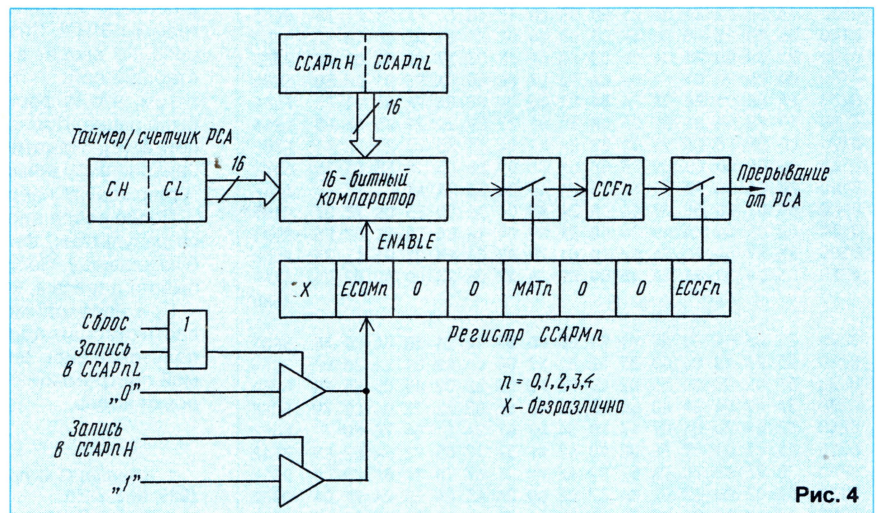 CCAPnH CCAPnL
16
Таймер/счетчик PCA
16
CH CL
16-битный
компаратор
CCFn
Прерывание
от PCA
ENABLE
X ECOMn 0 0 MATn 0 0 ECCFn
Регистр CCAPMn
Сброс
1
Запись
в CCAPnL
„0"
n = 0,1,2,3,4
X - безразлично
Запись
в CCAPnH
„1"
Рис. 4